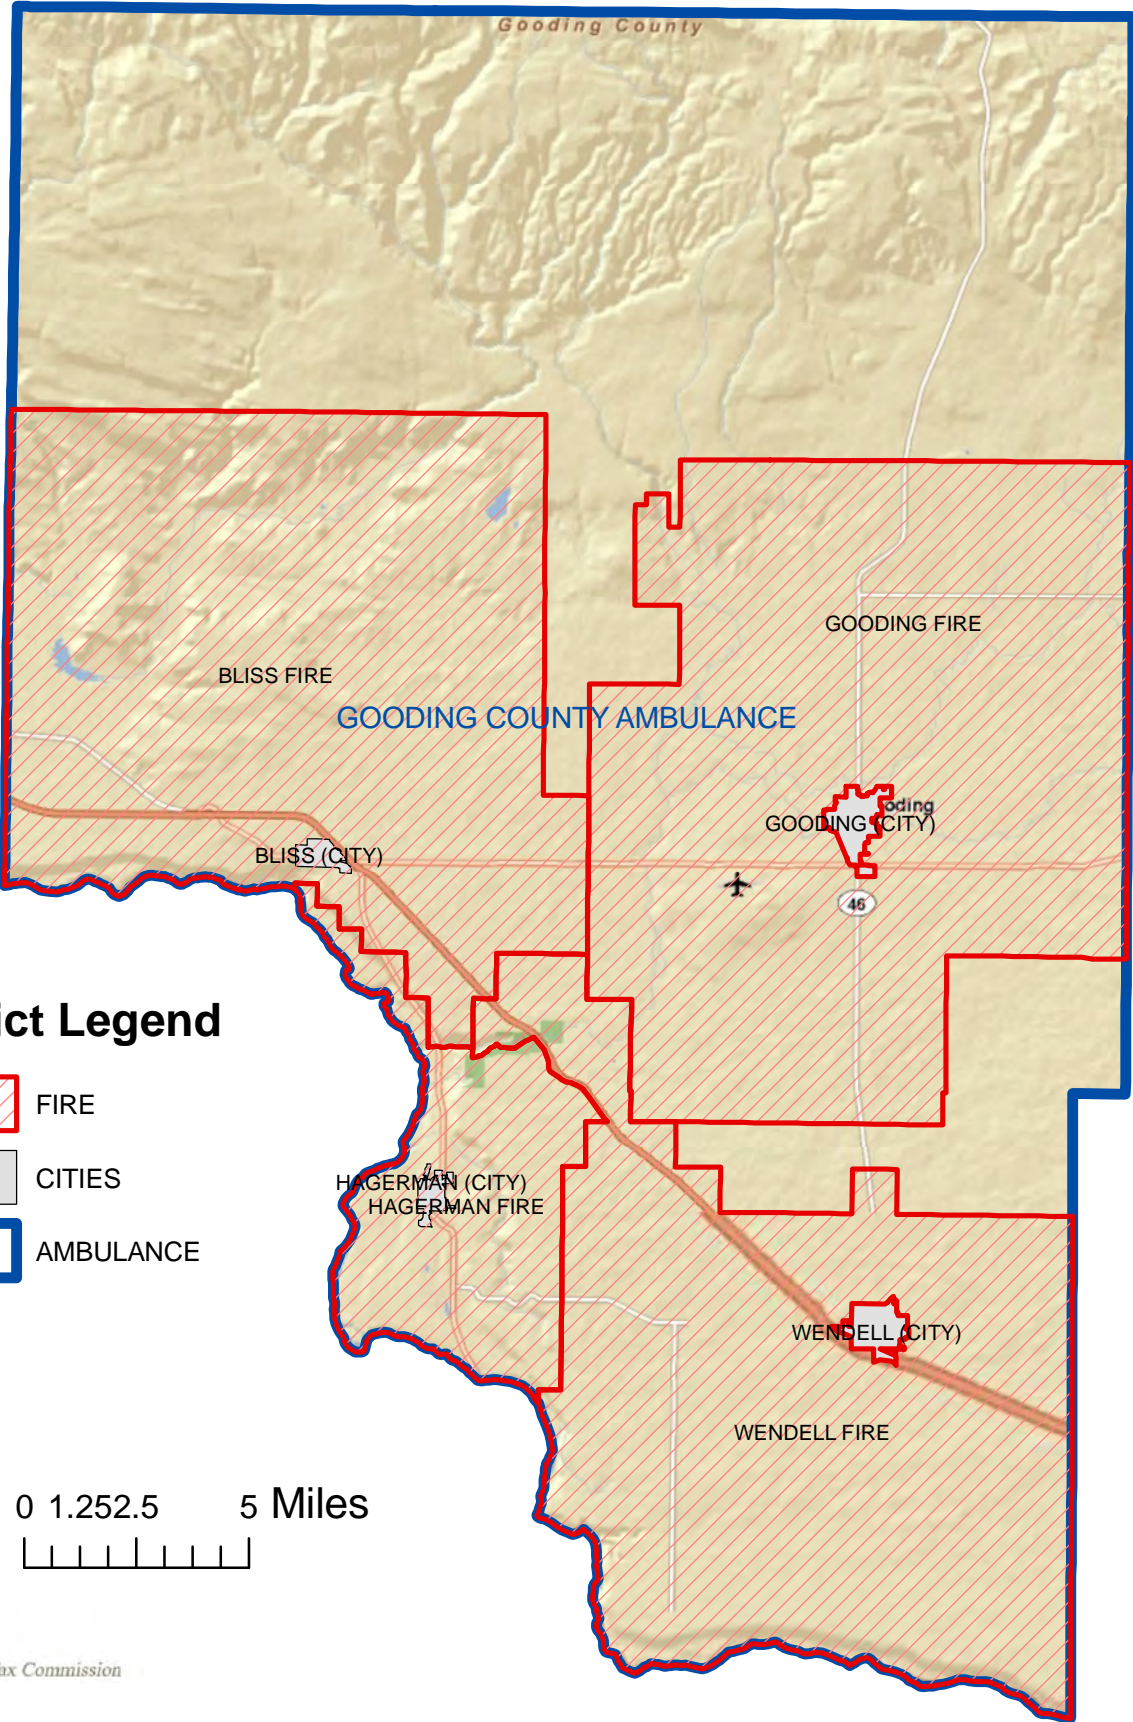 Gooding County
GOODING FIRE
BLISS FIRE
GOODING COUNTY AMBULANCE
oding
GOODING (CITY)
BLISS (CITY)
46
ict Legend
FIRE
CITIES
AMBULANCE
HAGERMAN (CITY)
HAGERMAN FIRE
WENDELL (CITY)
WENDELL FIRE
0 1.252.5 5 Miles
ax Commission